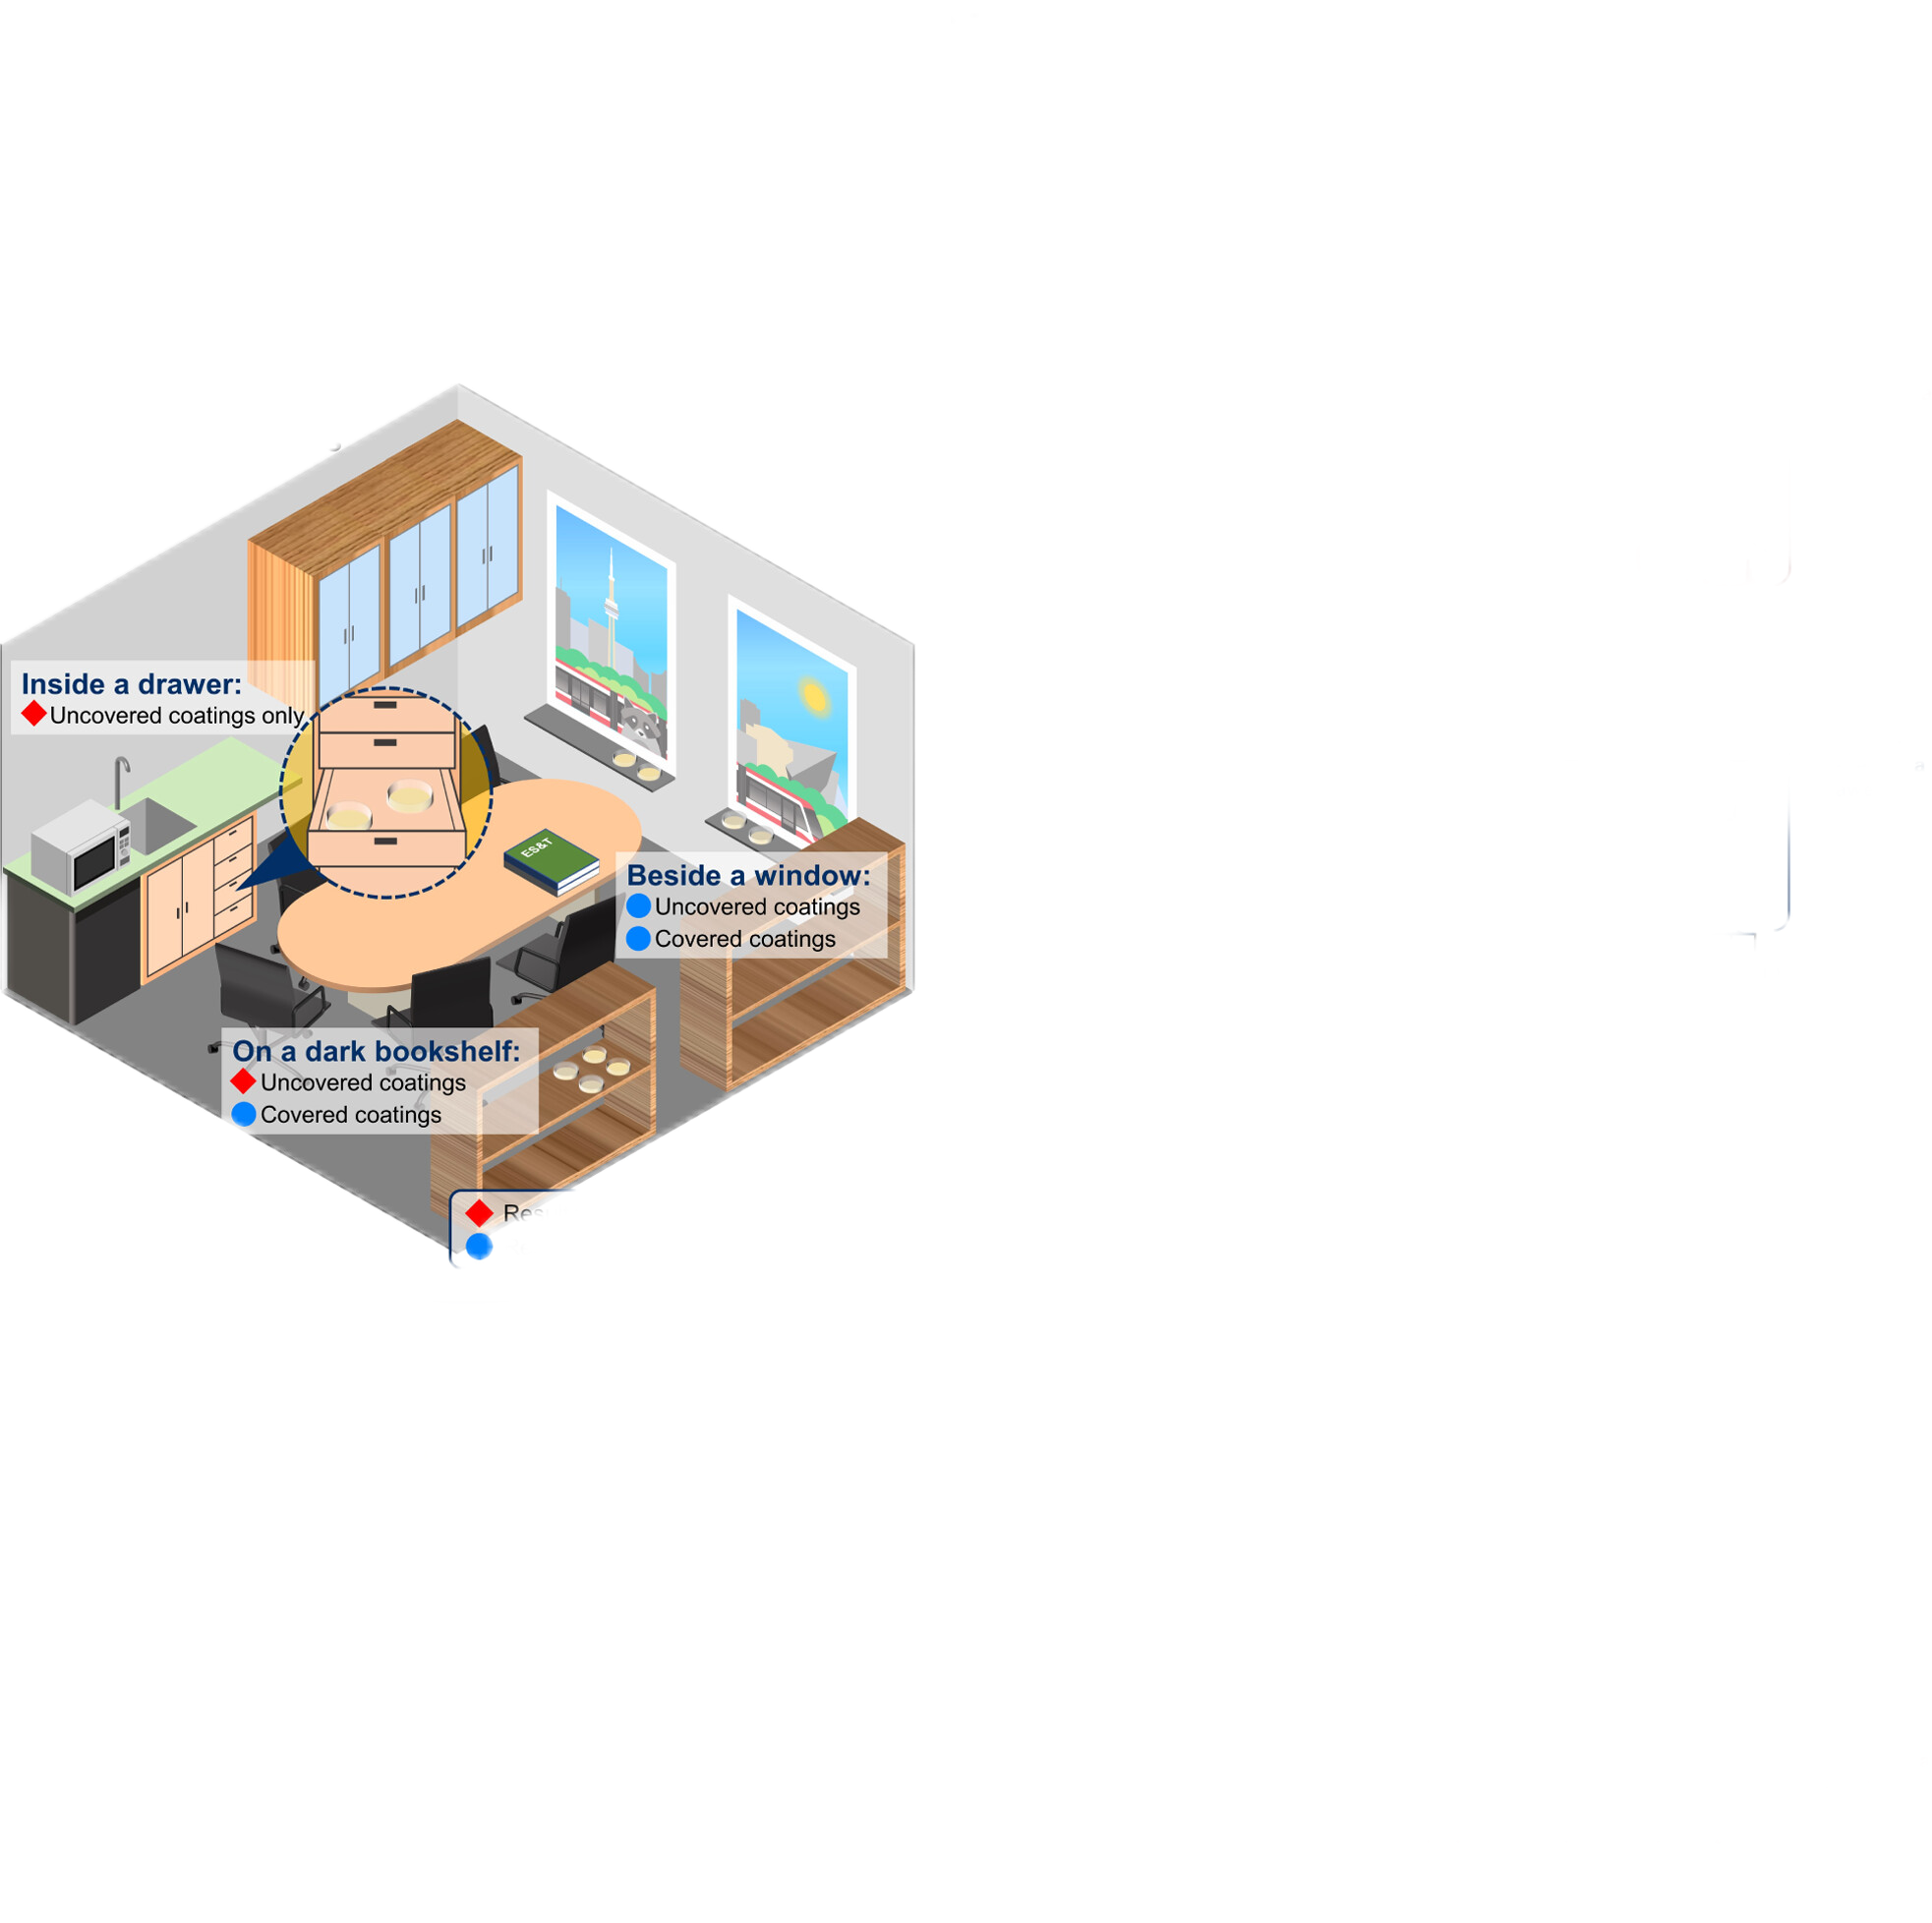 Inside a drawer:
Uncovered coatings only
ES&T
Beside a window:
Uncovered coatings
Covered coatings
On a dark bookshelf:
Uncovered coatings
Covered coatings